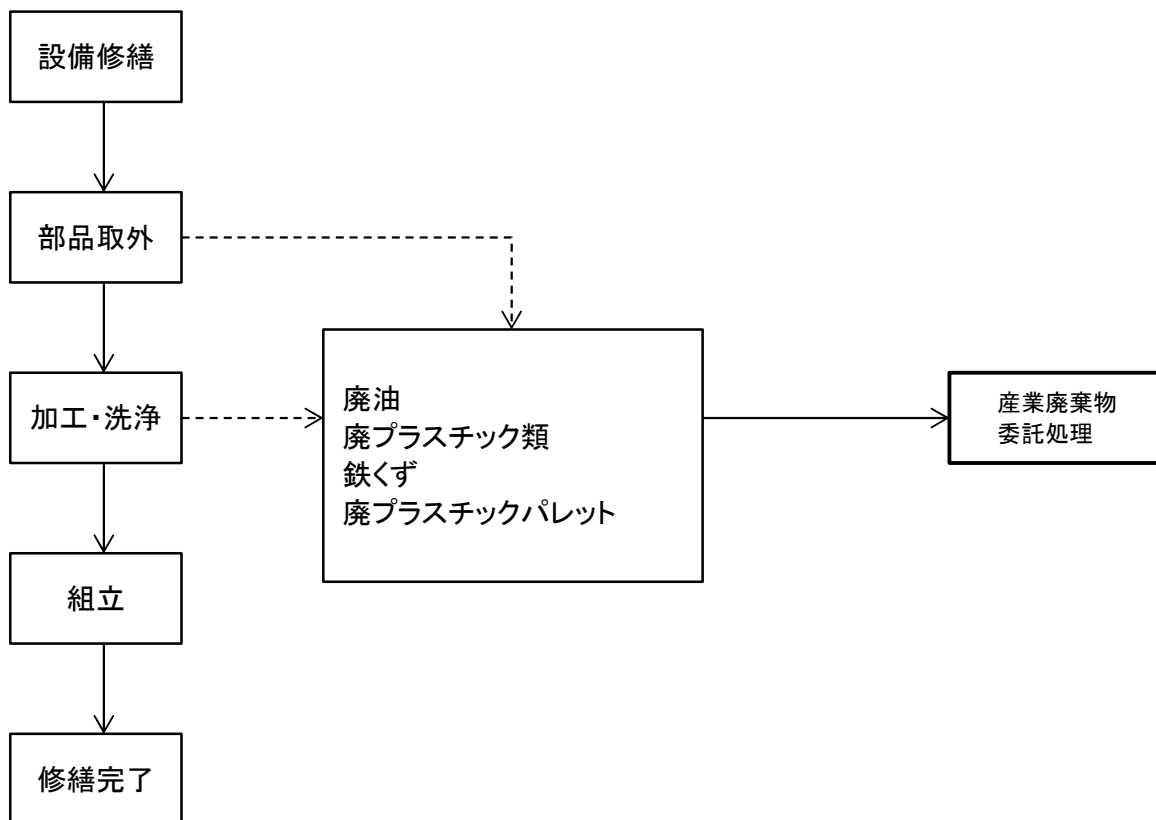 設備修繕
部品取外
加工・洗浄
組立
修繕完了
廃油
廃プラスチック類
鉄くず
廃プラスチックパレット
産業廃棄物
委託処理